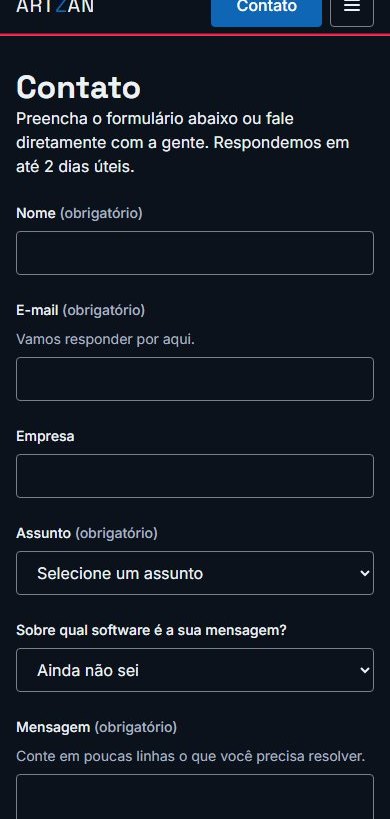 ARTZAN
Contato
Contato
Preencha o formulário abaixo ou fale
diretamente com a gente. Respondemos em
até 2 dias úteis.
Nome (obrigatório)
E-mail (obrigatório)
Vamos responder por aqui.
Empresa
Assunto (obrigatório)
Selecione um assunto
Sobre qual software é a sua mensagem?
Ainda não sei
Mensagem (obrigatório)
Conte em poucas linhas o que você precisa resolver.